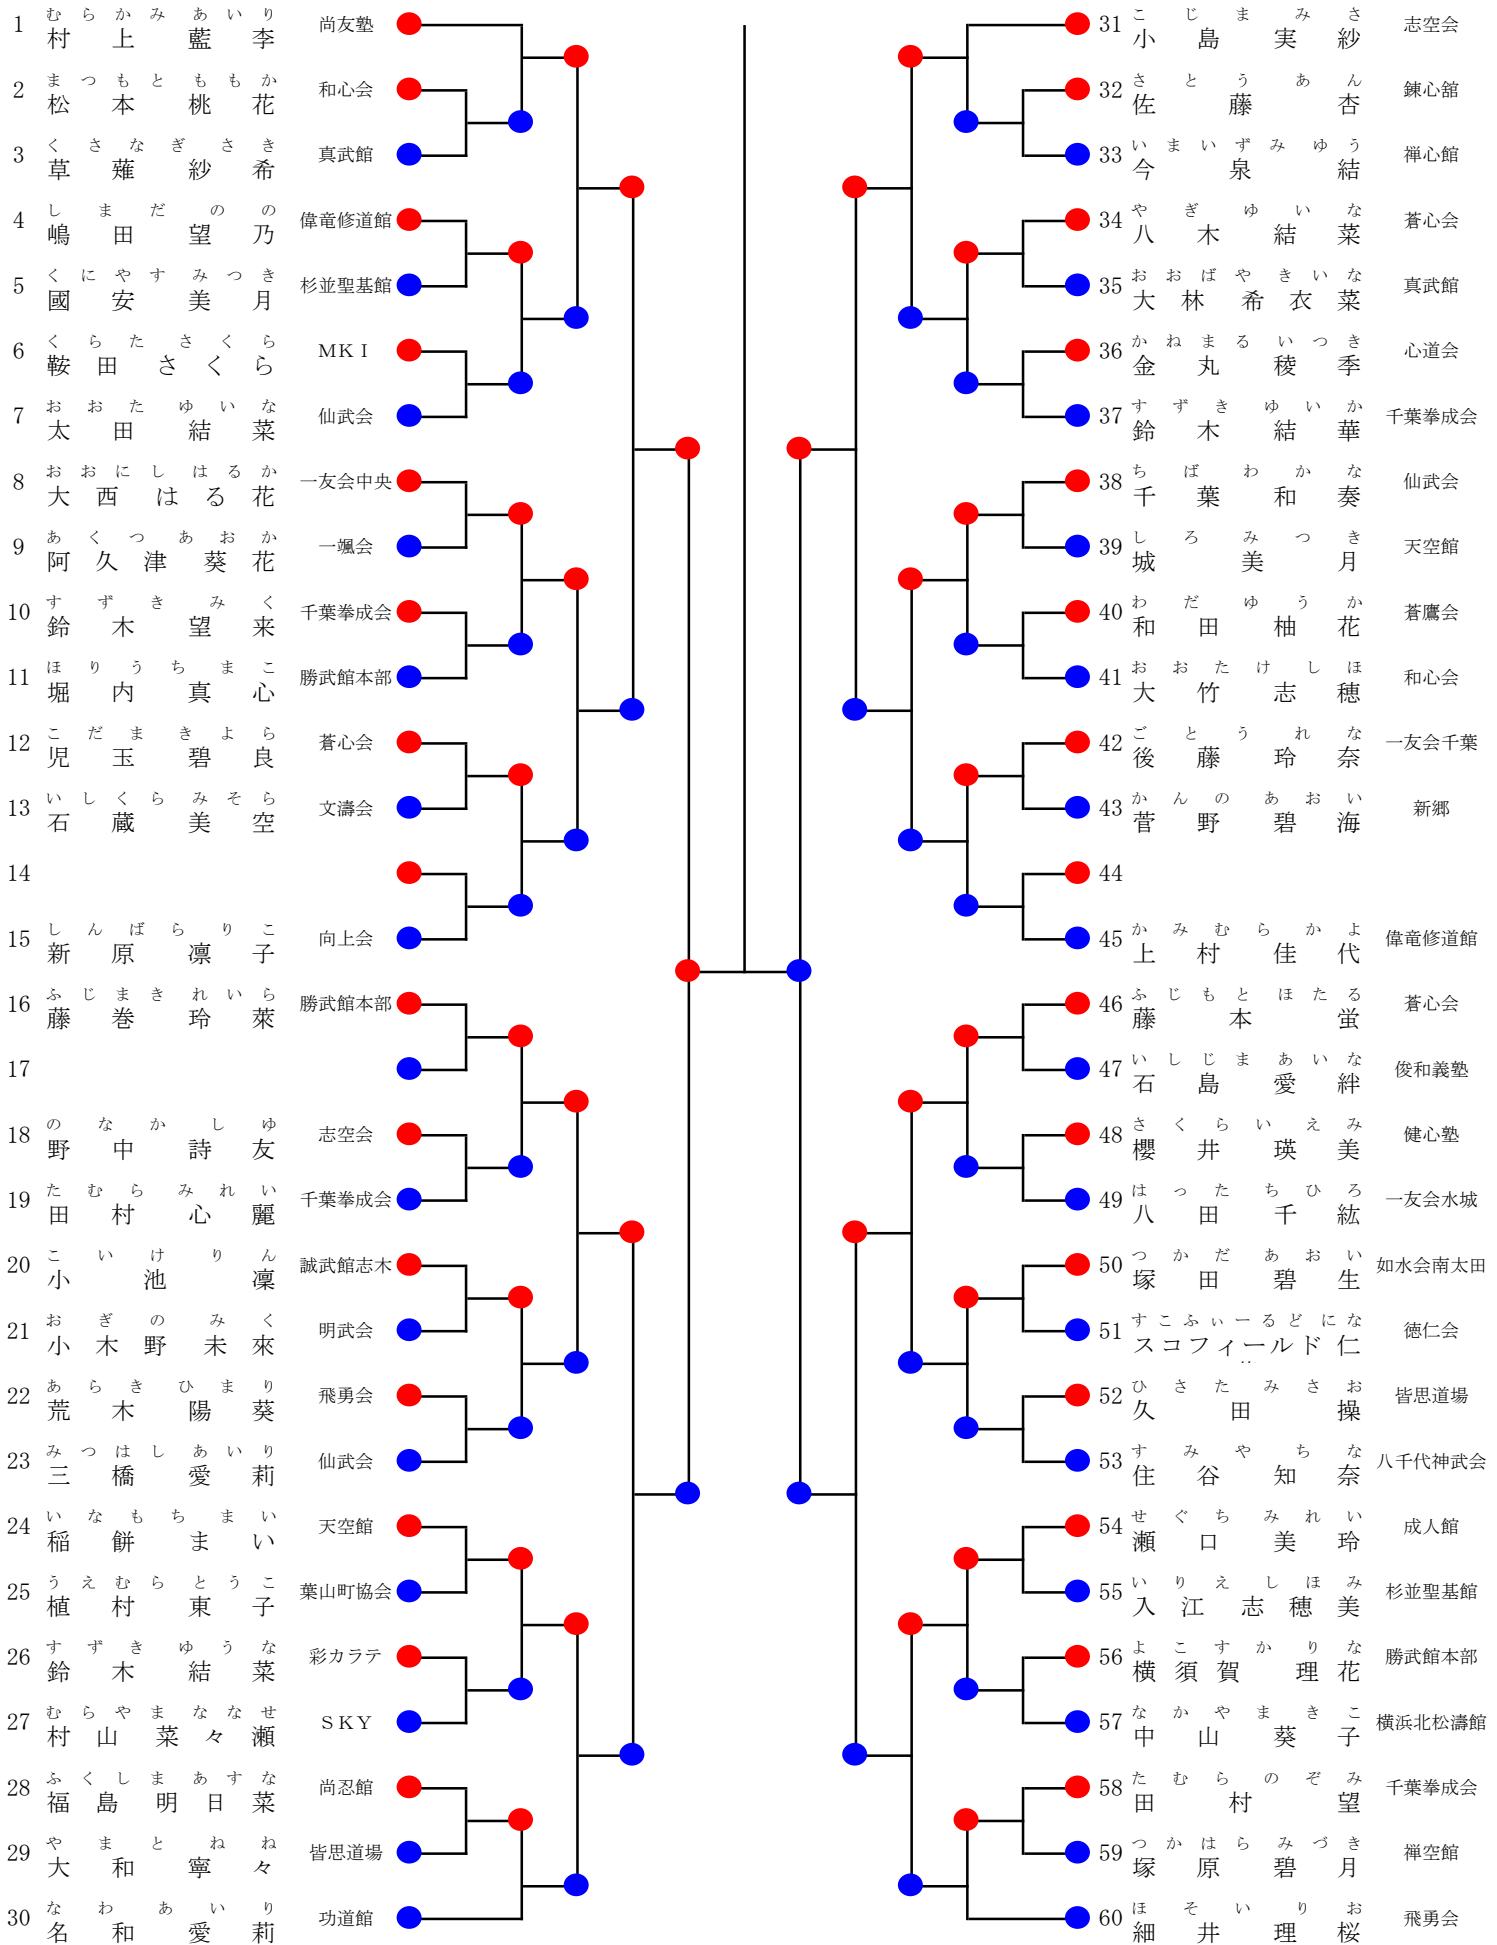 むらかみ あいり
1 村上 藍李 尚友塾
まつもと ももか
2 松本 桃花 和心会
くさなぎ さき
3 草薙 紗希 真武館
しまだ のの
4 嶋田 望乃 偉竜修道館
くにやす みつき
5 國安 美月 杉並聖基館
くらた さくら
6 鞍田 さくら MKI
おおた ゆいな
7 太田 結菜 仙武会
おおにし はるか
8 大西 はる花 一友会中央
あくつ あおか
9 阿久津 葵花 一颯会
すずき みく
10 鈴木 望来 千葉拳成会
ほりうち まこ
11 堀内 真心 勝武館本部
こだま きよら
12 児玉 碧良 蒼心会
いしくら みそら
13 石蔵 美空 文濤会
14
しんばら りこ
15 新原 凛子 向上会
ふじまき れいら
16 藤巻 玲萊 勝武館本部
17
のなか しゆ
18 野中 詩友 志空会
たむら みれい
19 田村 心麗 千葉拳成会
こいけ りん
20 小池 凜 誠武館志木
おぎの みく
21 小木野 未來 明武会
あらき ひまり
22 荒木 陽葵 飛勇会
みつはし あいり
23 三橋 愛莉 仙武会
いなもち まい
24 稲餅 まい 天空館
うえむら とうこ
25 植村 東子 葉山町協会
すずき ゆうな
26 鈴木 結菜 彩カラテ
むらやま ななせ
27 村山 菜々瀬 SKY
ふくしま あすな
28 福島 明日菜 尚忍館
やまと ねね
29 大和 寧々 皆思道場
なわ あいり
30 名和 愛莉 功道館
こじま みさ
31 小島 実紗 志空会
さとう あん
32 佐藤 杏 錬心舘
いまいずみ ゆう
33 今泉 結 禅心館
やぎ ゆいな
34 八木 結菜 蒼心会
おおばやし きいな
35 大林 希衣菜 真武館
かねまる いつき
36 金丸 稜季 心道会
すずき ゆいか
37 鈴木 結華 千葉拳成会
ちば わかな
38 千葉 和奏 仙武会
しろ みつき
39 城 美月 天空館
わだ ゆうか
40 和田 柚花 蒼鷹会
おおたけ しほ
41 大竹 志穂 和心会
ごとう れな
42 後藤 玲奈 一友会千葉
かんの あおい
43 菅野 碧海 新郷
44
かみむら かよ
45 上村 佳代 偉竜修道館
ふじもと ほたる
46 藤本 蛍 蒼心会
いしじま あいな
47 石島 愛絆 俊和義塾
さくらい えみ
48 櫻井 瑛美 健心塾
はった ちひろ
49 八田 千紘 一友会水城
つかだ あおい
50 塚田 碧生 如水会南太田
すこふぃーるど にな
51 スコフィールド 仁 徳仁会
ひさた みさお
52 久田 操 皆思道場
すみや ちな
53 住谷 知奈 八千代神武会
せぐち みれい
54 瀬口 美玲 成人館
いりえ しほみ
55 入江 志穂美 杉並聖基館
よこすか りな
56 横須賀 理花 勝武館本部
なかやま きこ
57 中山 葵子 横浜北松濤館
たむら のぞみ
58 田村 望 千葉拳成会
つかはら みづき
59 塚原 碧月 禅空館
ほそい りお
60 細井 理桜 飛勇会